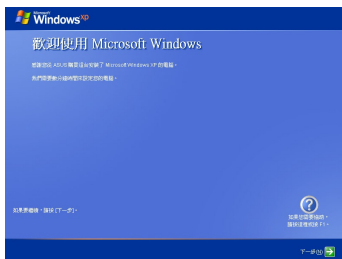 Microsoft
Windows xp
歡迎使用 Microsoft Windows
感謝您從 ASUS 購買這台安裝了 Microsoft Windows XP 的電腦。
我們需要數分鐘時間來設定您的電腦。
如果要繼續，請按 [下一步]。
如果您需要協助，
請按這裡或按 F1。
下一步(N)